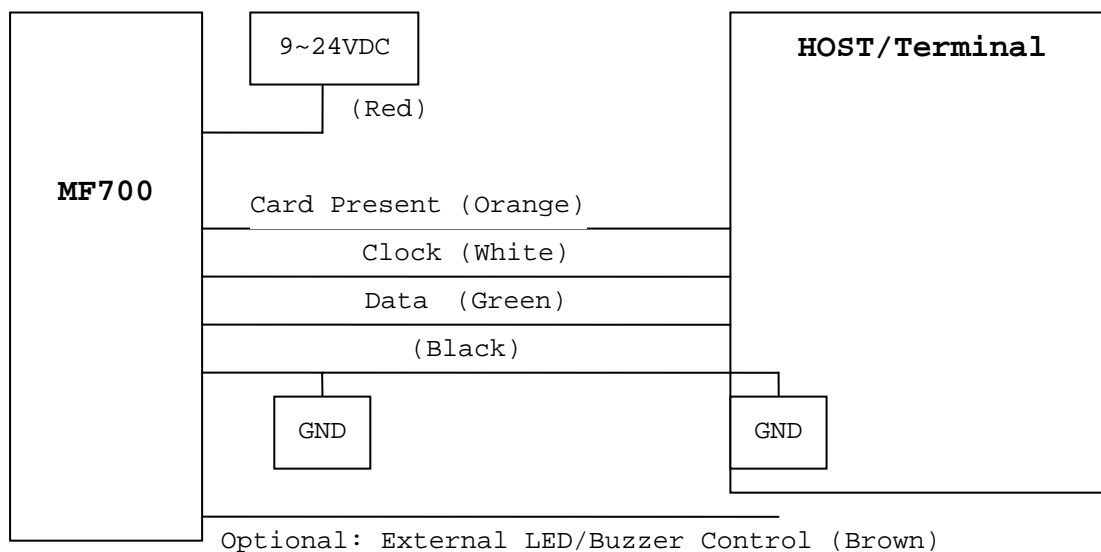 9~24VDC
HOST/Terminal
(Red)
MF700
Card Present (Orange)
Clock (White)
Data (Green)
(Black)
GND
GND
Optional: External LED/Buzzer Control (Brown)